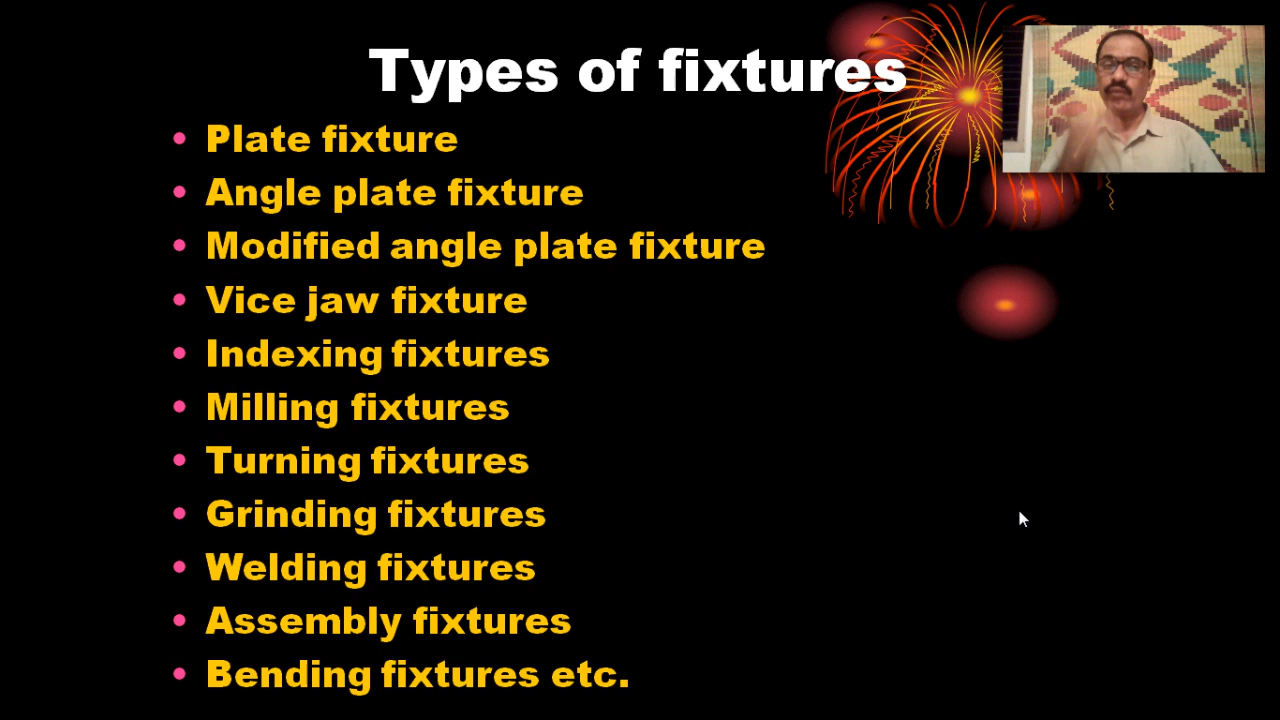 Types of fixtures
• Plate fixture
• Angle plate fixture
• Modified angle plate fixture
• Vice jaw fixture
• Indexing fixtures
• Milling fixtures
• Turning fixtures
• Grinding fixtures
• Welding fixtures
• Assembly fixtures
• Bending fixtures etc.